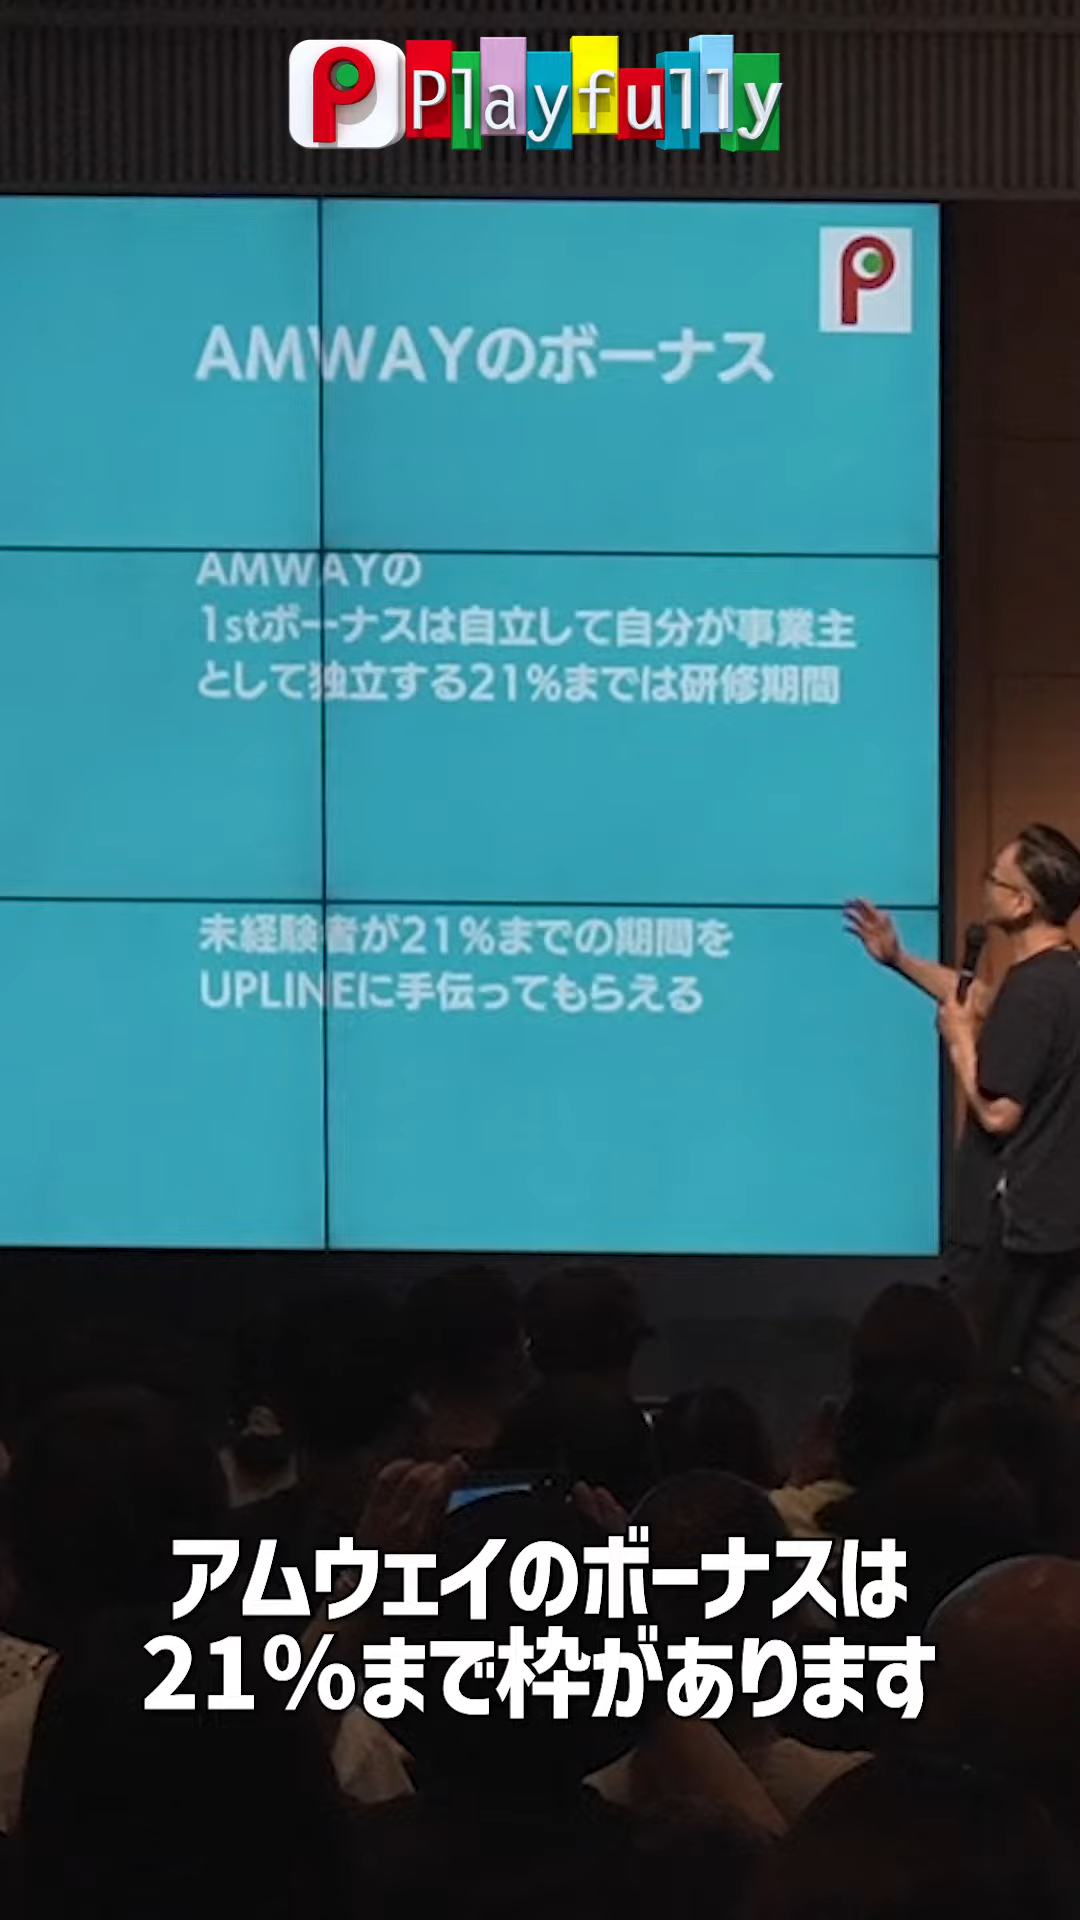 Playfully
AMWAYのボーナス
AMWAYの
1stボーナスは自立して自分が事業主
として独立する21%までは研修期間
未経験者が21%までの期間を
UPLINEに手伝ってもらえる
アムウェイのボーナスは
21%まで枠があります